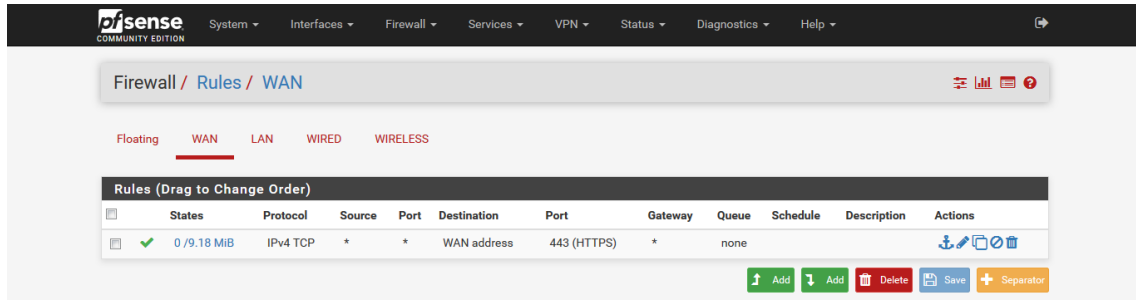 pfsense System Interfaces Firewall Services VPN Status Diagnostics Help
COMMUNITY EDITION
Firewall / Rules / WAN
Floating WAN LAN WIRED WIRELESS
Rules (Drag to Change Order)
States Protocol Source Port Destination Port Gateway Queue Schedule Description Actions
0 /9.18 MiB IPv4 TCP * * WAN address 443 (HTTPS) * none
Add Add Delete Save Separator